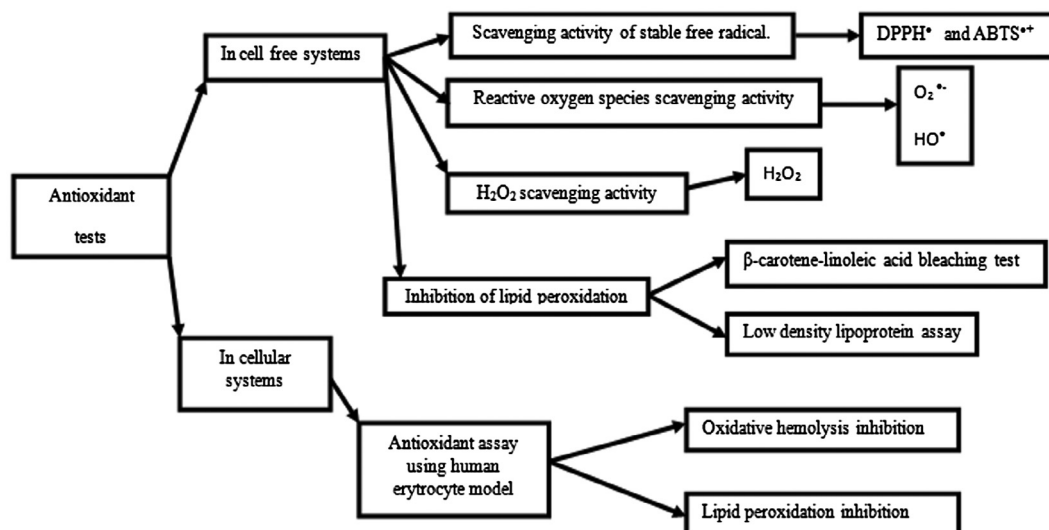 Antioxidant
tests
In cell free systems
Scavenging activity of stable free radical.
DPPH• and ABTS•+
Reactive oxygen species scavenging activity
O₂•-
HO•
H₂O₂ scavenging activity
H₂O₂
Inhibition of lipid peroxidation
β-carotene-linoleic acid bleaching test
Low density lipoprotein assay
In cellular
systems
Antioxidant assay
using human
erytrocyte model
Oxidative hemolysis inhibition
Lipid peroxidation inhibition